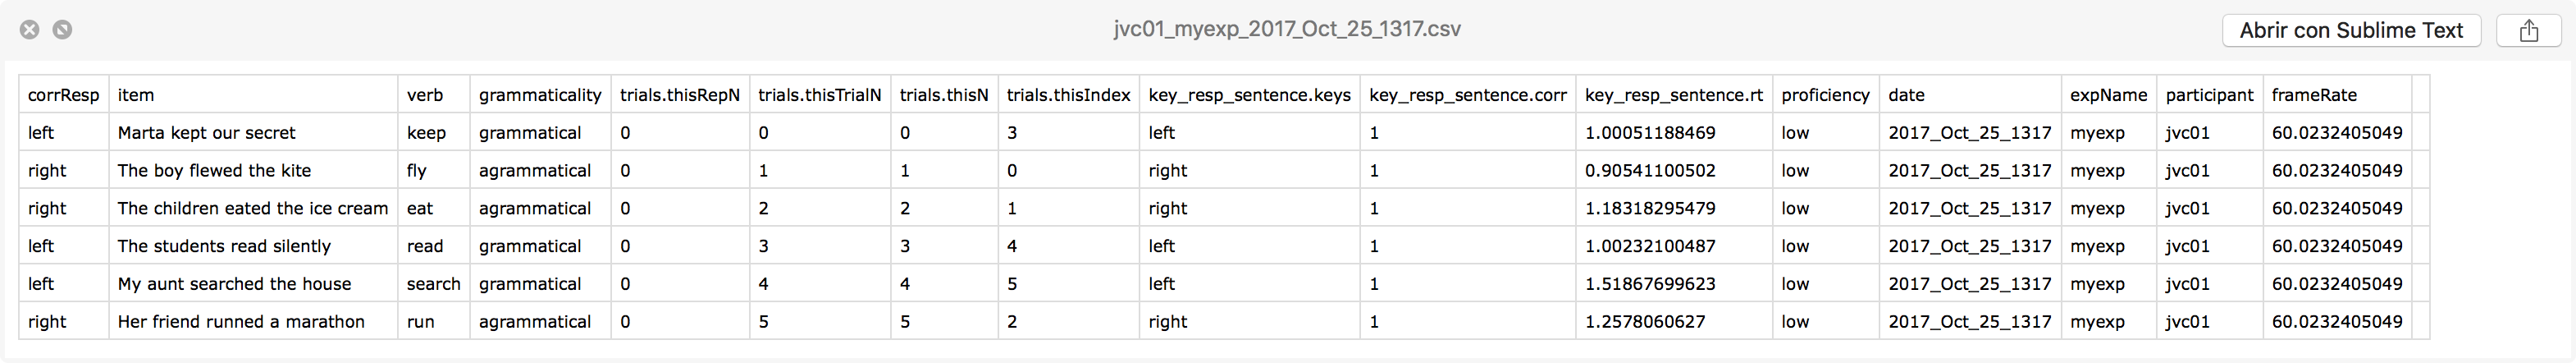 jvc01_myexp_2017_Oct_25_1317.csv
Abrir con Sublime Text
corrResp item verb grammaticality trials.thisRepN trials.thisTrialN trials.thisN trials.thisIndex key_resp_sentence.keys key_resp_sentence.corr key_resp_sentence.rt proficiency date expName participant frameRate
left Marta kept our secret keep grammatical 0 0 0 3 left 1 1.00051188469 low 2017_Oct_25_1317 myexp jvc01 60.0232405049
right The boy flewed the kite fly agrammatical 0 1 1 0 right 1 0.90541100502 low 2017_Oct_25_1317 myexp jvc01 60.0232405049
right The children eated the ice cream eat agrammatical 0 2 2 1 right 1 1.18318295479 low 2017_Oct_25_1317 myexp jvc01 60.0232405049
left The students read silently read grammatical 0 3 3 4 left 1 1.00232100487 low 2017_Oct_25_1317 myexp jvc01 60.0232405049
left My aunt searched the house search grammatical 0 4 4 5 left 1 1.51867699623 low 2017_Oct_25_1317 myexp jvc01 60.0232405049
right Her friend runned a marathon run agrammatical 0 5 5 2 right 1 1.2578060627 low 2017_Oct_25_1317 myexp jvc01 60.0232405049